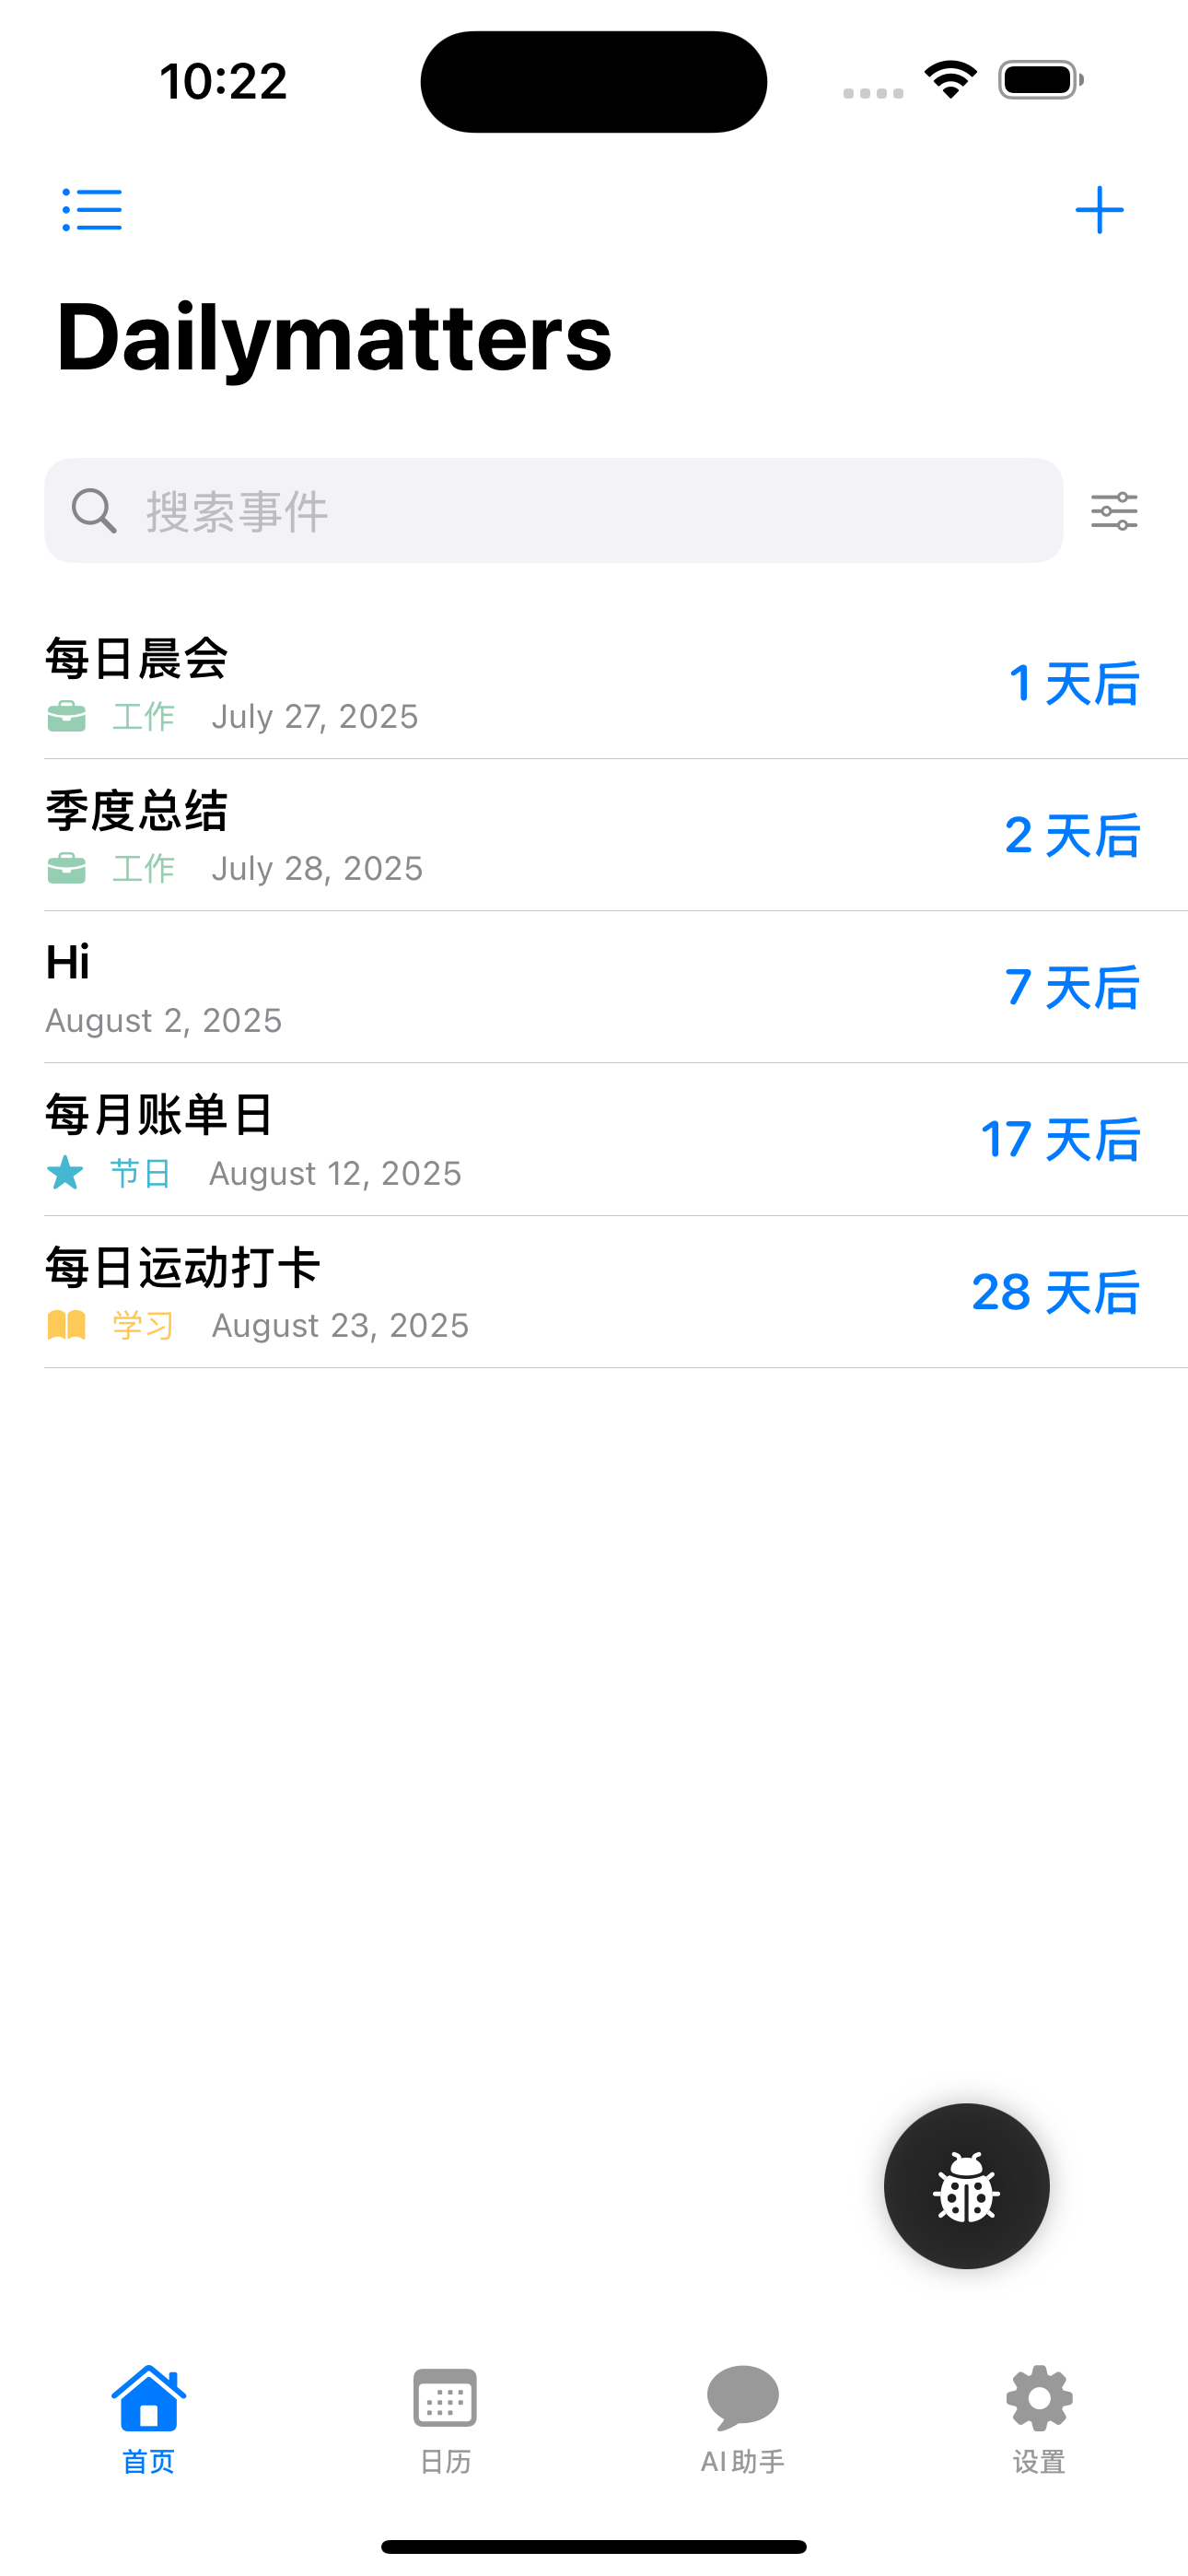 10:22
Dailymatters
搜索事件
每日晨会
工作 July 27, 2025
1 天后
季度总结
工作 July 28, 2025
2 天后
Hi
August 2, 2025
7 天后
每月账单日
节日 August 12, 2025
17 天后
每日运动打卡
学习 August 23, 2025
28 天后
首页
日历
AI 助手
设置